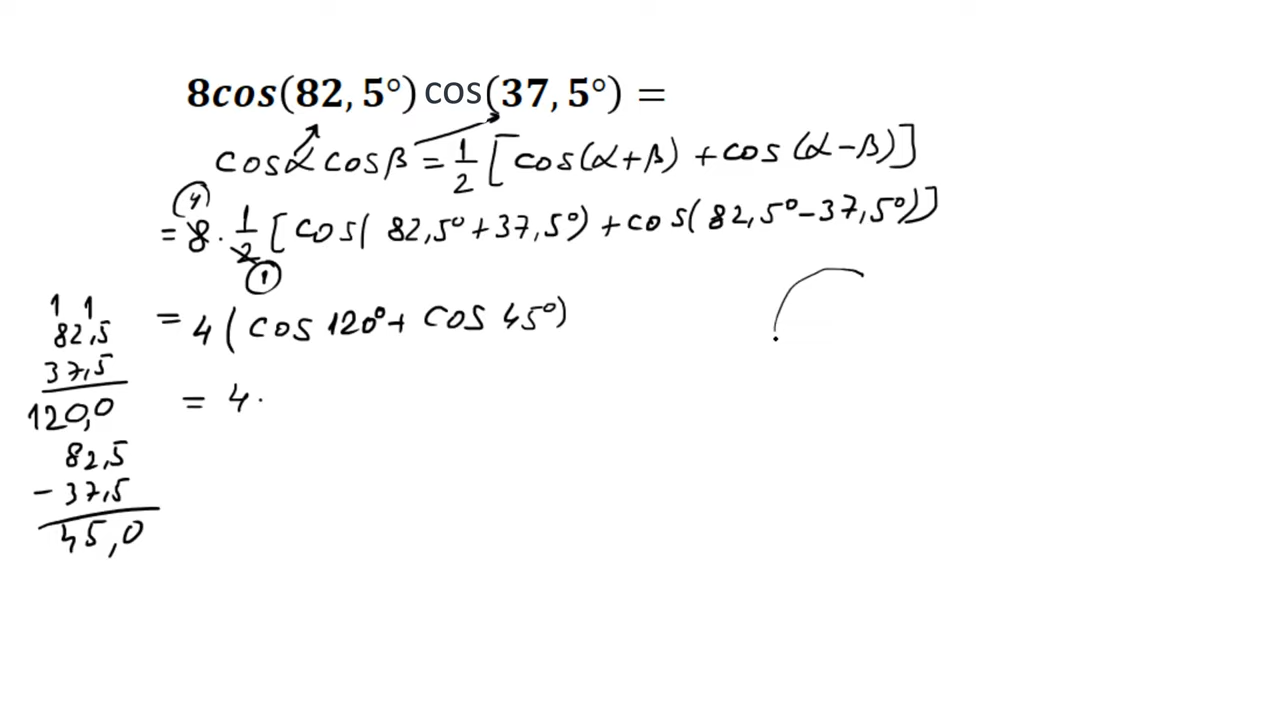 8cos(82,5°) cos(37,5°) =
cosα cosβ = 1/2 [cos(α+β) + cos(α-β)]
4
= 8 · 1/2 [cos( 82,5° + 37,5°) + cos( 82,5° - 37,5°)]
1
= 4 ( cos 120° + cos 45°)
= 4 ·
1 1
82,5
37,5
120,0
82,5
- 37,5
45,0